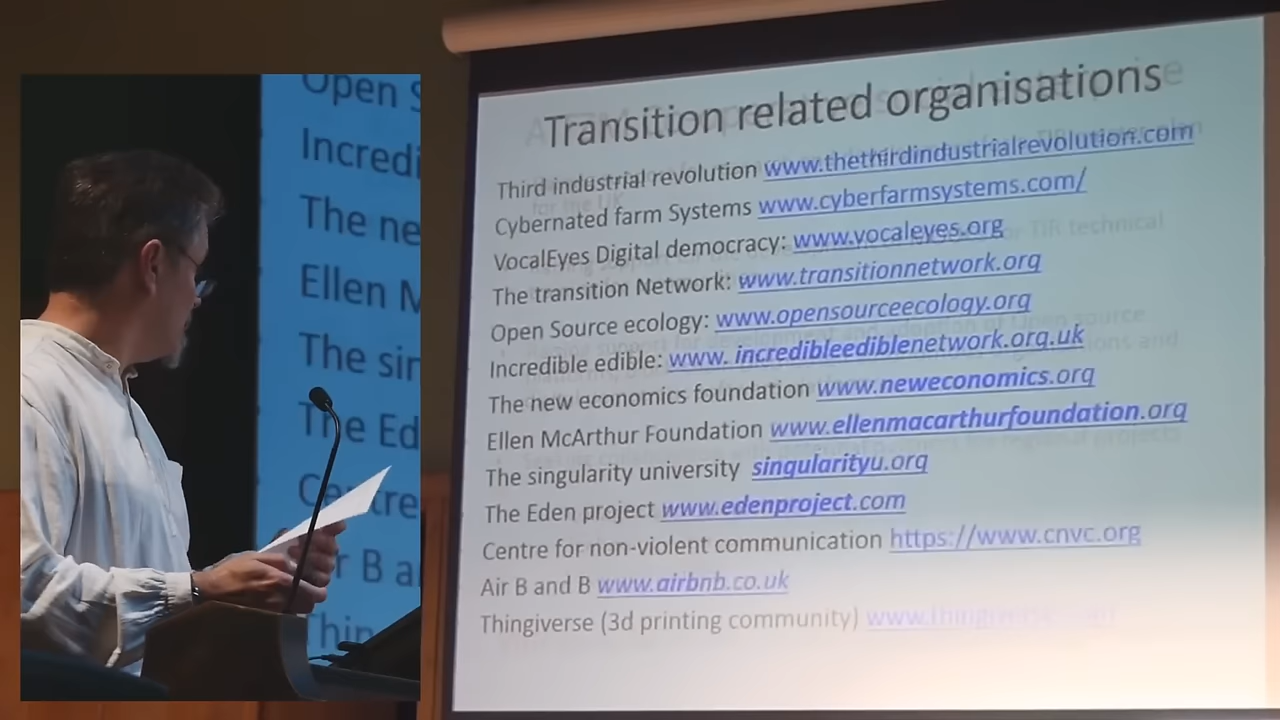 Transition related organisations
Third industrial revolution www.thethirdindustrialrevolution.com
Cybernated farm Systems www.cyberfarmsystems.com/
VocalEyes Digital democracy: www.vocaleyes.org
The transition Network: www.transitionnetwork.org
Open Source ecology: www.opensourceecology.org
Incredible edible: www. incredibleediblenetwork.org.uk
The new economics foundation www.neweconomics.org
Ellen McArthur Foundation www.ellenmacarthurfoundation.org
The singularity university singularityu.org
The Eden project www.edenproject.com
Centre for non-violent communication https://www.cnvc.org
Air B and B www.airbnb.co.uk
Thingiverse (3d printing community)
Open S
Incredi
The ne
Ellen M
The sin
The Ed
r B a
Thin